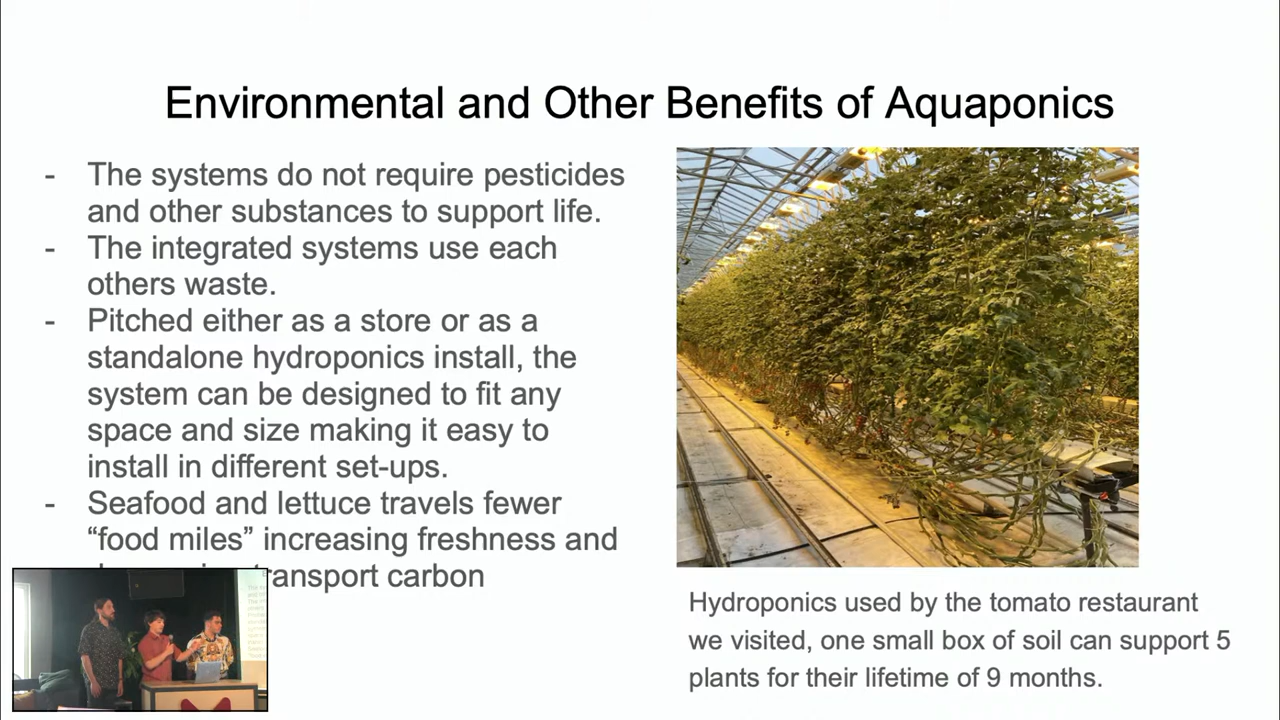 Environmental and Other Benefits of Aquaponics
- The systems do not require pesticides
and other substances to support life.
- The integrated systems use each
others waste.
- Pitched either as a store or as a
standalone hydroponics install, the
system can be designed to fit any
space and size making it easy to
install in different set-ups.
- Seafood and lettuce travels fewer
“food miles” increasing freshness and
transport carbon
Hydroponics used by the tomato restaurant
we visited, one small box of soil can support 5
plants for their lifetime of 9 months.